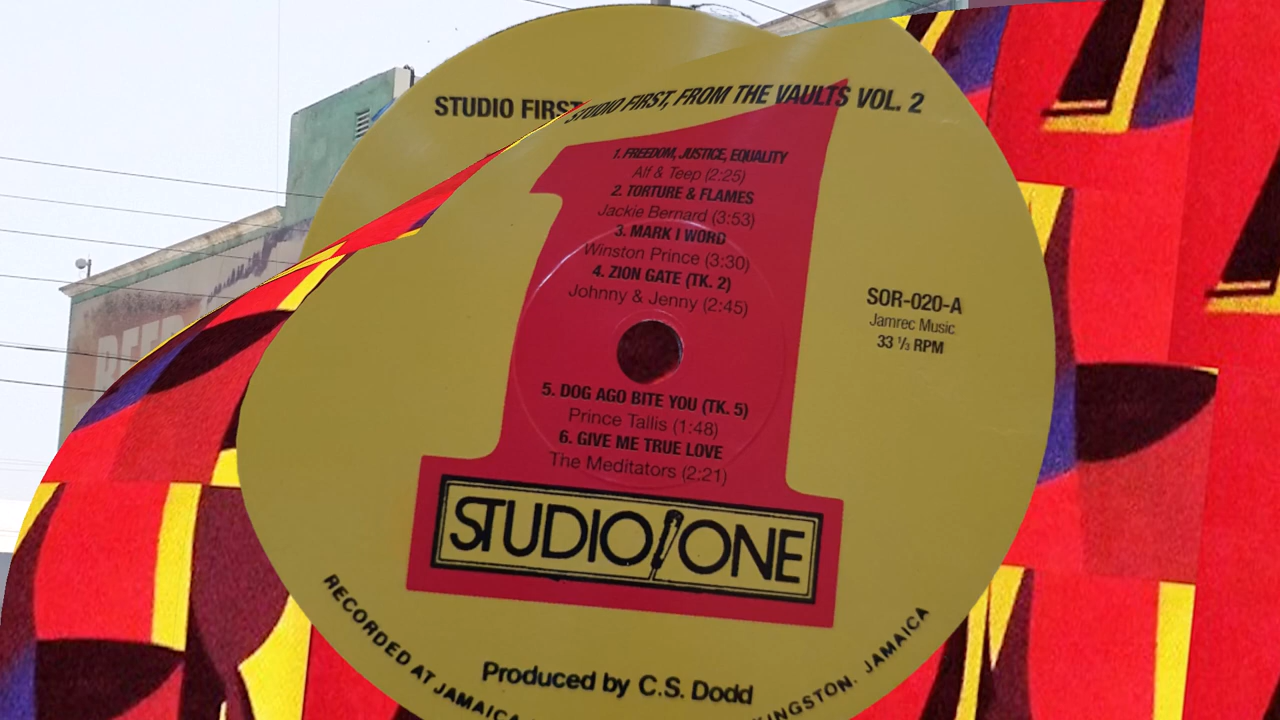 STUDIO FIRST
STUDIO FIRST, FROM THE VAULTS VOL. 2
1. FREEDOM, JUSTICE, EQUALITY
Alf & Teep (2:25)
2. TORTURE & FLAMES
Jackie Bernard (3:53)
3. MARK I WORD
Winston Prince (3:30)
4. ZION GATE (TK. 2)
Johnny & Jenny (2:45)
SOR-020-A
Jamrec Music
33 ⅓ RPM
5. DOG AGO BITE YOU (TK. 5)
Prince Tallis (1:48)
6. GIVE ME TRUE LOVE
The Meditators (2:21)
STUDIO ONE
Produced by C.S. Dodd
RECORDED AT JAMAICA KINGSTON, JAMAICA